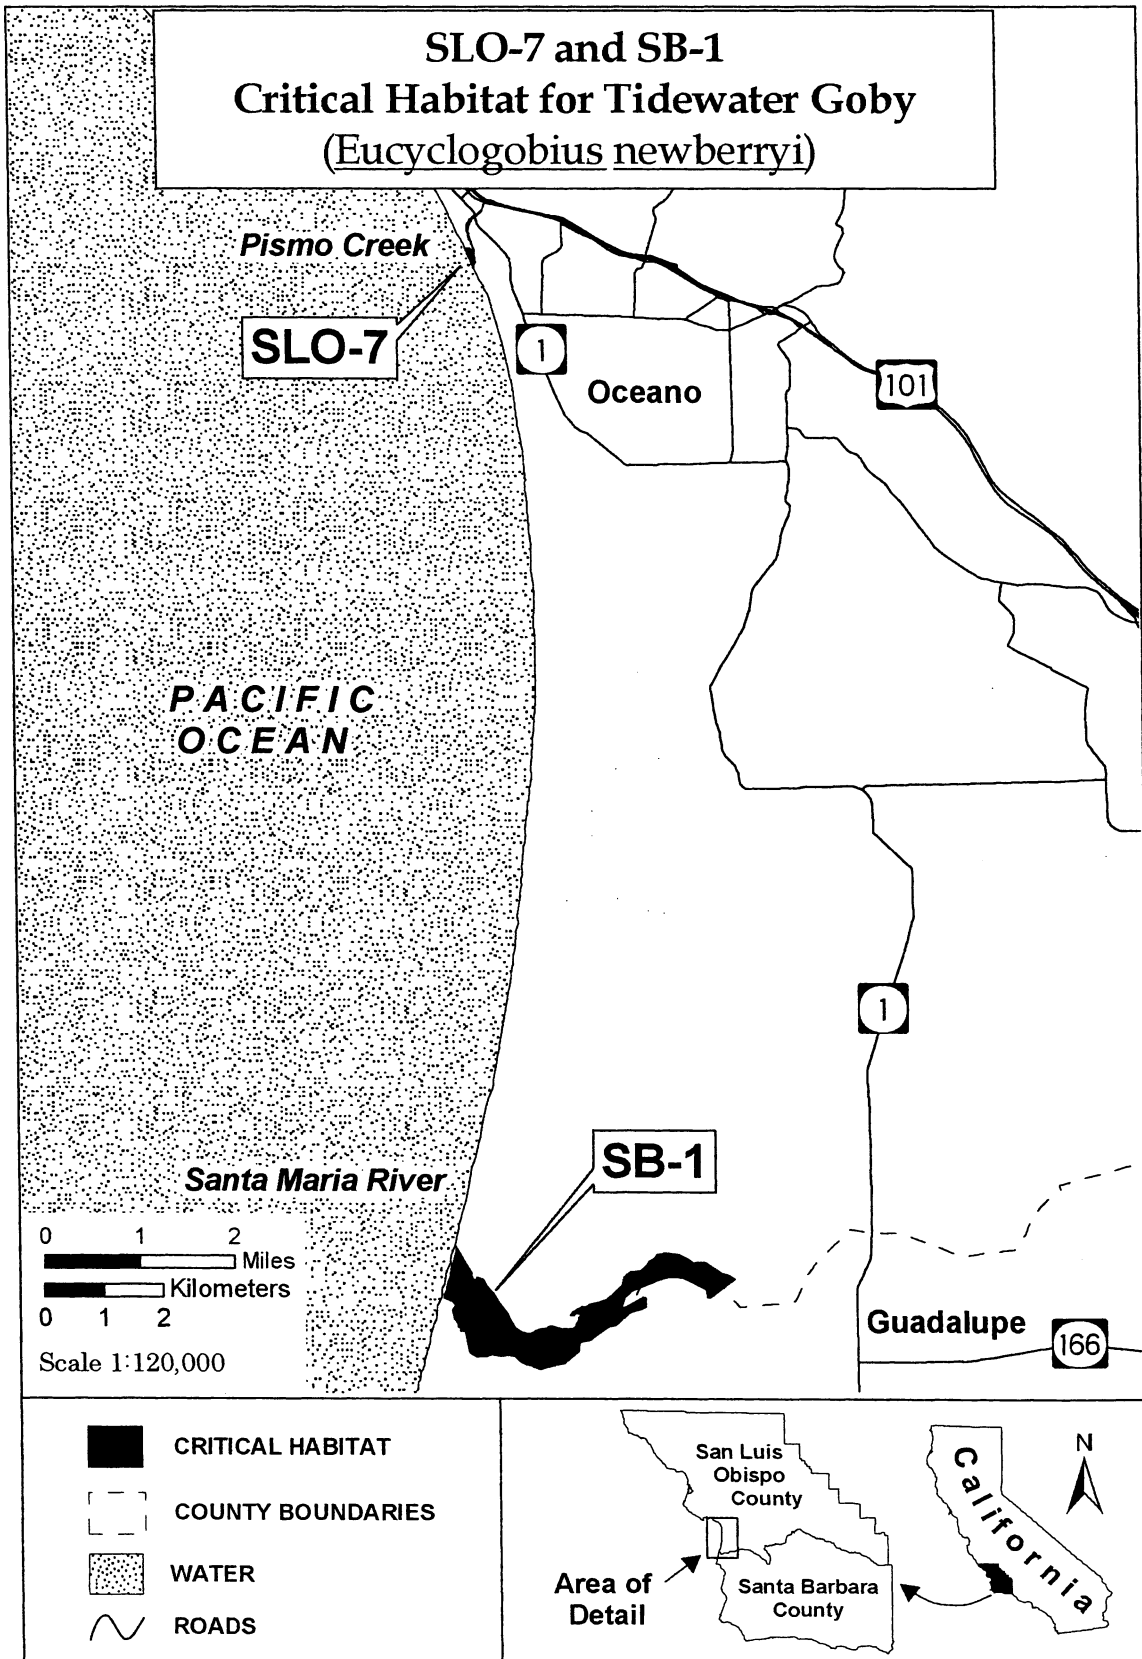 SLO-7 and SB-1
Critical Habitat for Tidewater Goby
(Eucyclogobius newberryi)
Pismo Creek
SLO-7
1
Oceano
101
PACIFIC
OCEAN
1
SB-1
Santa Maria River
0 1 2
Miles
Kilometers
0 1 2
Scale 1:120,000
Guadalupe
166
CRITICAL HABITAT
COUNTY BOUNDARIES
WATER
ROADS
San Luis
Obispo
County
Area of
Detail
Santa Barbara
County
California
N